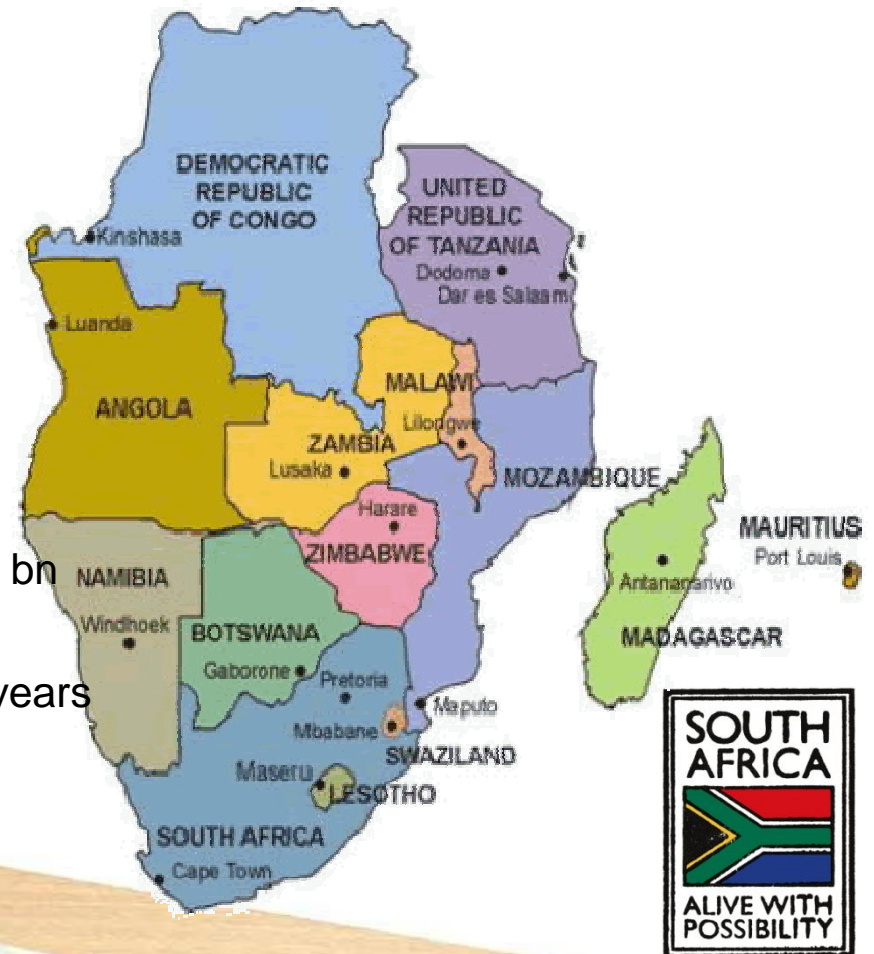 DEMOCRATIC
REPUBLIC
OF CONGO
UNITED
REPUBLIC
OF TANZANIA
Kinshasa
Dodoma
Dar es Salaam
Luanda
MALAWI
ANGOLA
Lilongwe
ZAMBIA
Lusaka
MOZAMBIQUE
Harare
MAURITIUS
ZIMBABWE
Port Louis
bn
NAMIBIA
Antananarivo
Windhoek
BOTSWANA
MADAGASCAR
Gaborone
Pretoria
years
Maputo
Mbabane
SWAZILAND
Maseru
LESOTHO
SOUTH AFRICA
Cape Town
SOUTH
AFRICA
ALIVE WITH
POSSIBILITY